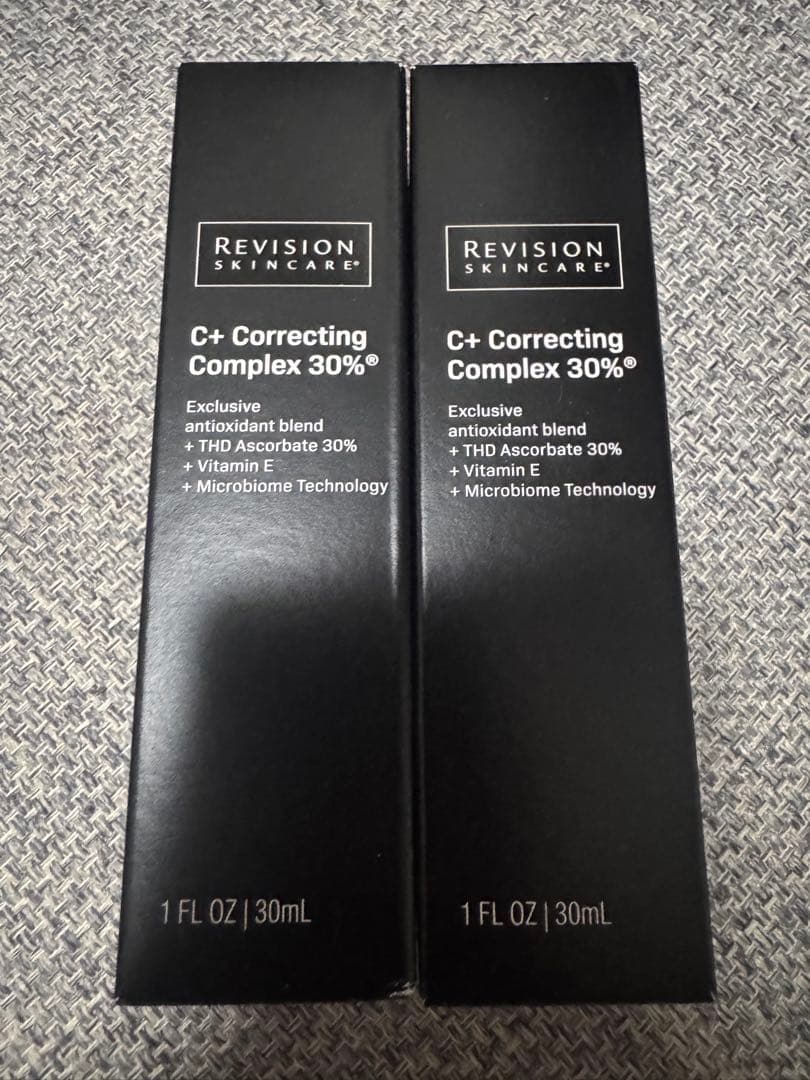 REVISION
SKINCARE®
C+ Correcting
Complex 30%®
Exclusive
antioxidant blend
+ THD Ascorbate 30%
+ Vitamin E
+ Microbiome Technology
1 FL OZ | 30mL
REVISION
SKINCARE®
C+ Correcting
Complex 30%®
Exclusive
antioxidant blend
+ THD Ascorbate 30%
+ Vitamin E
+ Microbiome Technology
1 FL OZ | 30mL